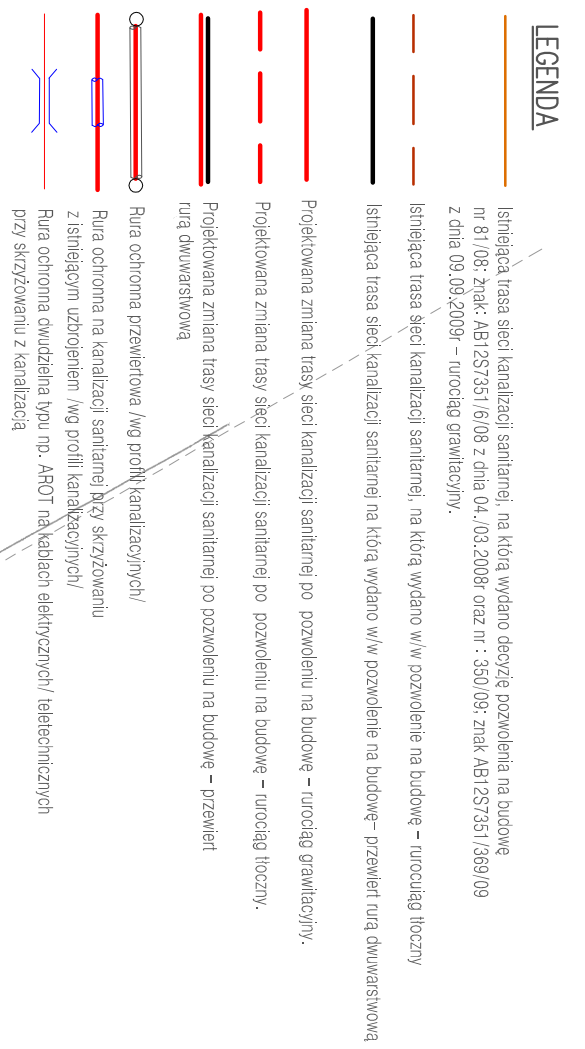 LEGENDA
Istniejąca trasa sieci kanalizacji sanitarnej, na którą wydano decyzję pozwolenia na budowę
nr 81/08; znak: AB12S7351/6/08 z dnia 04./03.2008r oraz nr : 350/09; znak AB12S7351/369/09
z dnia 09.09.2009r - rurociąg grawitacyjny.
Istniejąca trasa sieci kanalizacji sanitarnej, na którą wydano w/w pozwolenie na budowę - rurocuiąg tłoczny
Istniejąca trasa sieci kanalizacji sanitarnej na którą wydano w/w pozwolenie na budowę- przewiert rurą dwuwarstwową
Projektowana zmiana trasy sieci kanalizacji sanitarnej po pozwoleniu na budowę - rurociąg grawitacyjny.
Projektowana zmiana trasy sieci kanalizacji sanitarnej po pozwoleniu na budowę - rurociąg tłoczny.
Projektowana zmiana trasy sieci kanalizacji sanitarnej po pozwoleniu na budowę - przewiert
rurą dwuwarstwową
Rura ochronna przewiertowa /wg profili kanalizacyjnych/
Rura ochronna na kanalizacji sanitarnej przy skrzyżowaniu
z istniejącym uzbrojeniem /wg profili kanalizacyjnych/
Rura ochronna dwudzielna typu np. AROT na kablach elektrycznych/ teletechnicznych
przy skrzyżowaniu z kanalizacją